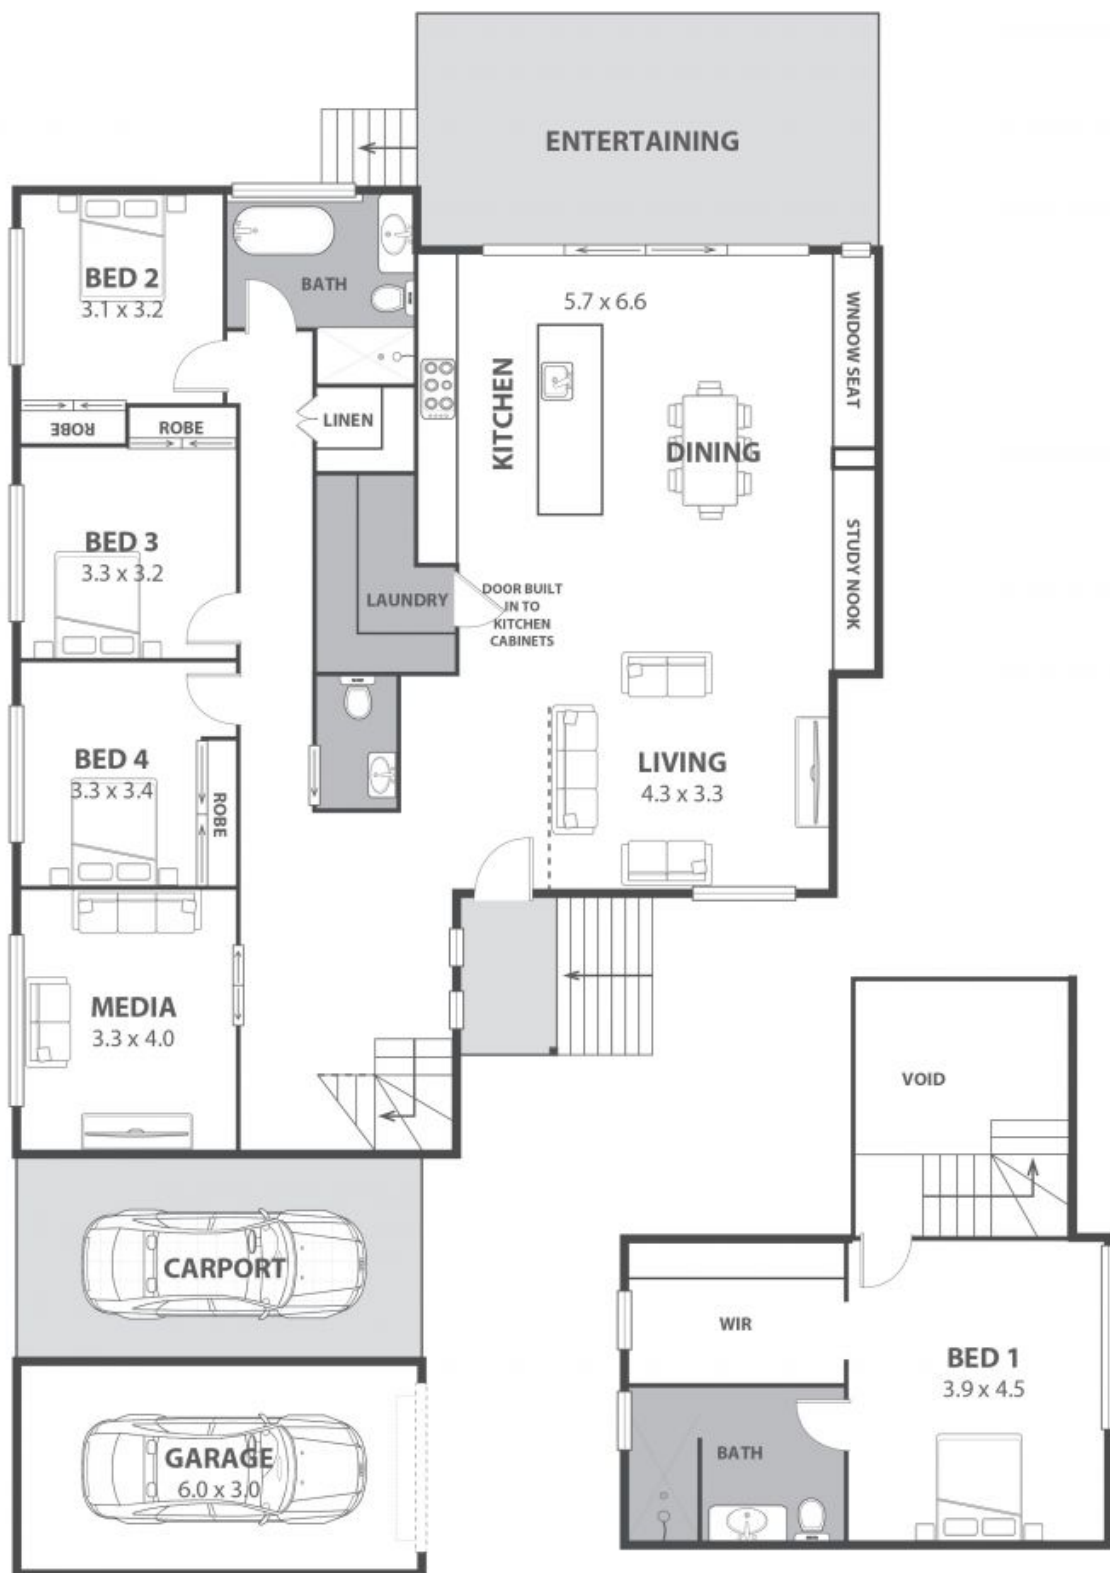 ENTERTAINING
BED 2
3.1 x 3.2
BATH
5.7 x 6.6
WNDOW SEAT
KITCHEN
DINING
LINEN
ROBE
ROBE
BED 3
3.3 x 3.2
LAUNDRY
DOOR BUILT
IN TO
KITCHEN
CABINETS
STUDY NOOK
BED 4
3.3 x 3.4
ROBE
LIVING
4.3 x 3.3
MEDIA
3.3 x 4.0
VOID
CARPORT
WIR
BED 1
3.9 x 4.5
GARAGE
6.0 x 3.0
BATH